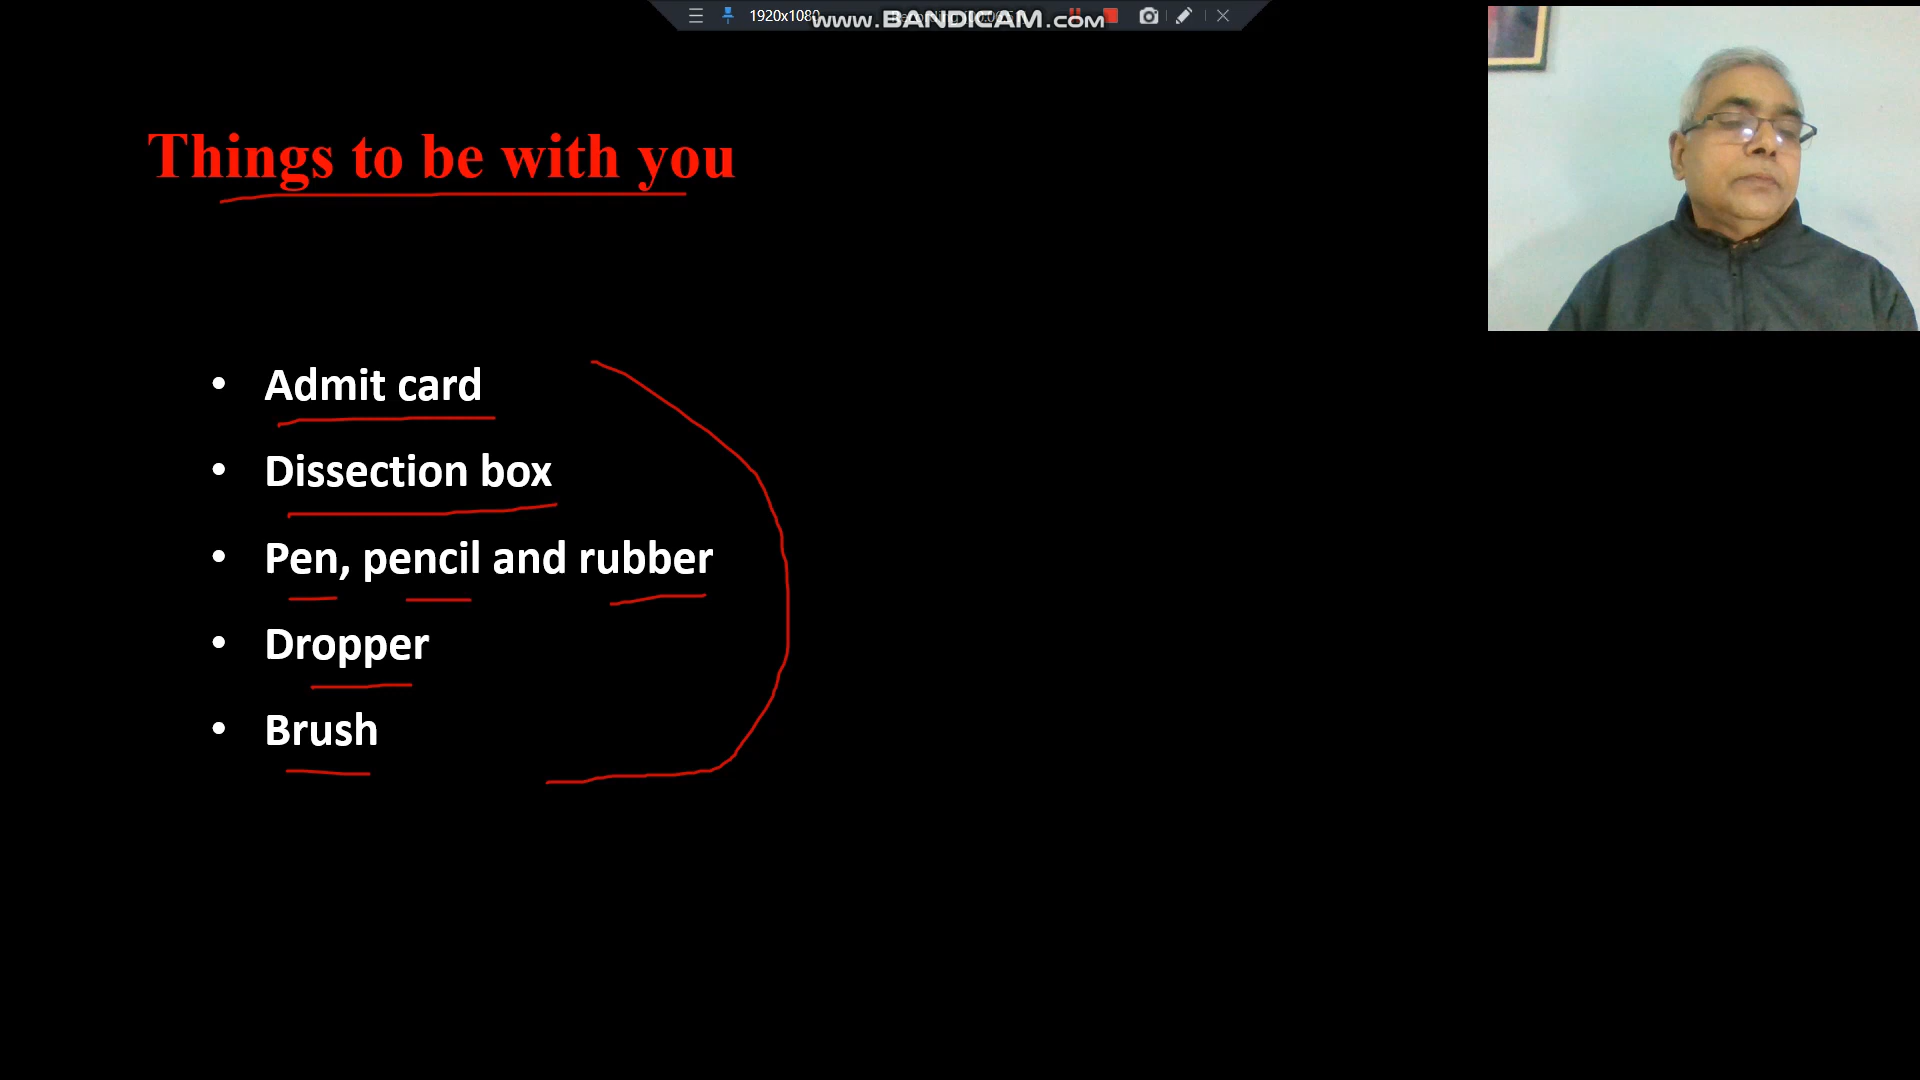 1920x1080
www.BANDICAM.com
Things to be with you
• Admit card
• Dissection box
• Pen, pencil and rubber
• Dropper
• Brush